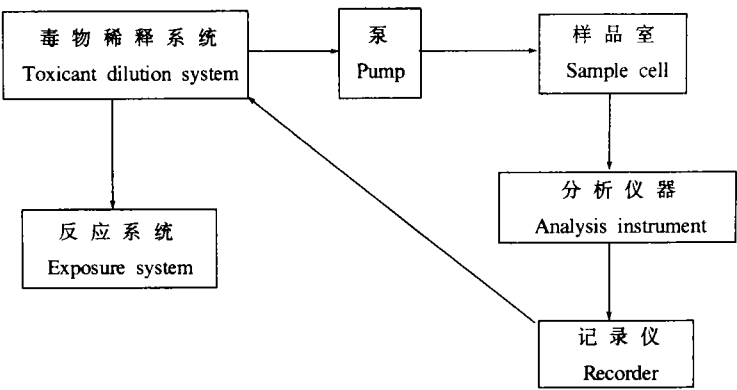 毒物稀释系统
Toxicant dilution system
泵
Pump
样品室
Sample cell
分析仪器
Analysis instrument
反应系统
Exposure system
记录仪
Recorder